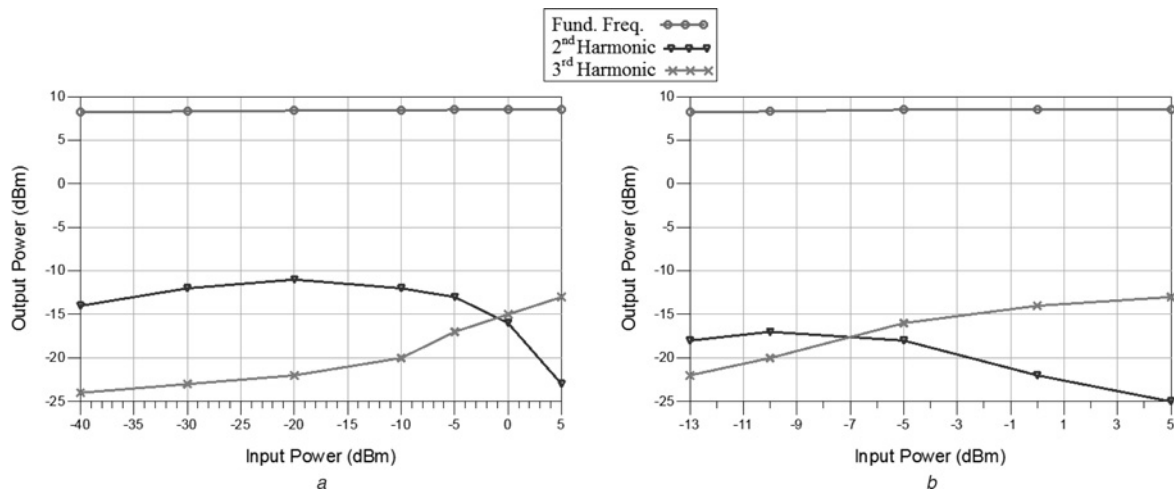 Fund. Freq.
2nd Harmonic
3rd Harmonic
10
5
0
-5
-10
-15
-20
-25
Output Power (dBm)
-40 -35 -30 -25 -20 -15 -10 -5 0 5
Input Power (dBm)
a
10
5
0
-5
-10
-15
-20
-25
Output Power (dBm)
-13 -11 -9 -7 -5 -3 -1 1 3 5
Input Power (dBm)
b